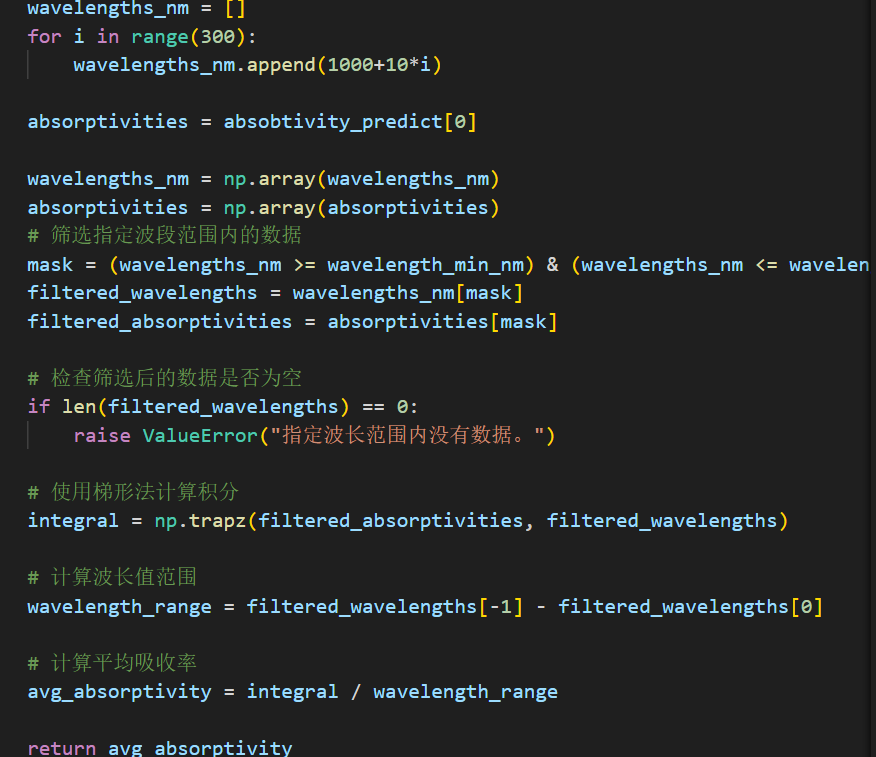 wavelengths_nm = []
for i in range(300):
    wavelengths_nm.append(1000+10*i)
absorptivities = absobtivity_predict[0]
wavelengths_nm = np.array(wavelengths_nm)
absorptivities = np.array(absorptivities)
# 筛选指定波段范围内的数据
mask = (wavelengths_nm >= wavelength_min_nm) & (wavelengths_nm <= wavelen
filtered_wavelengths = wavelengths_nm[mask]
filtered_absorptivities = absorptivities[mask]
# 检查筛选后的数据是否为空
if len(filtered_wavelengths) == 0:
    raise ValueError("指定波长范围内没有数据。")
# 使用梯形法计算积分
integral = np.trapz(filtered_absorptivities, filtered_wavelengths)
# 计算波长值范围
wavelength_range = filtered_wavelengths[-1] - filtered_wavelengths[0]
# 计算平均吸收率
avg_absorptivity = integral / wavelength_range
return avg_absorptivity